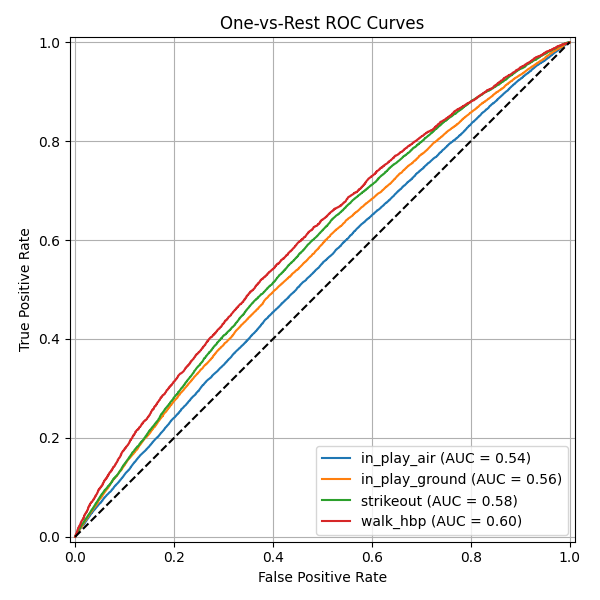 One-vs-Rest ROC Curves
True Positive Rate
1.0
0.8
0.6
0.4
0.2
0.0
0.0 0.2 0.4 0.6 0.8 1.0
False Positive Rate
in_play_air (AUC = 0.54)
in_play_ground (AUC = 0.56)
strikeout (AUC = 0.58)
walk_hbp (AUC = 0.60)